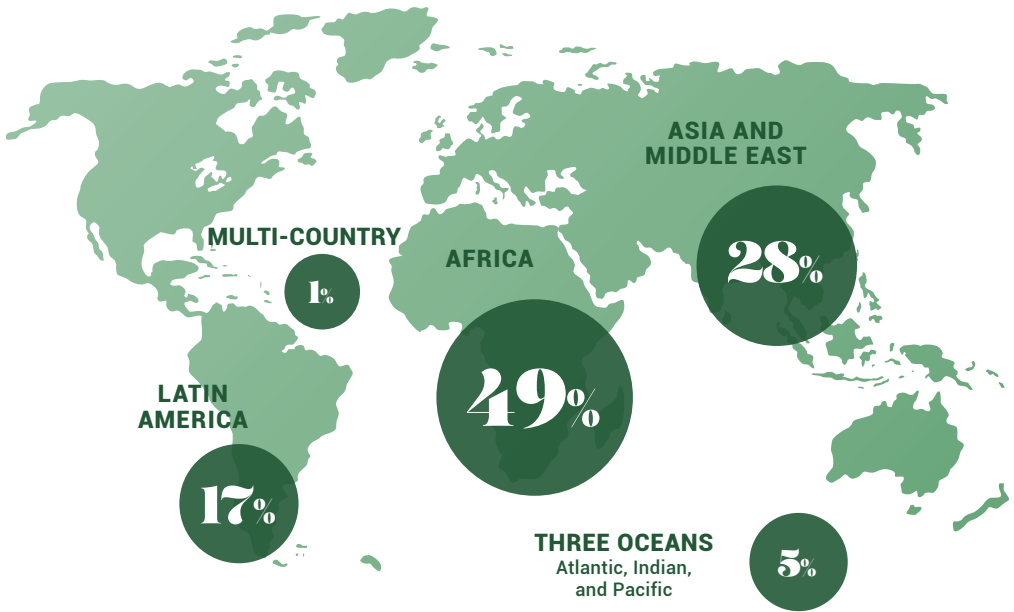 ASIA AND
MIDDLE EAST
28%
MULTI-COUNTRY
1%
AFRICA
49%
LATIN
AMERICA
17%
THREE OCEANS
Atlantic, Indian,
and Pacific
5%